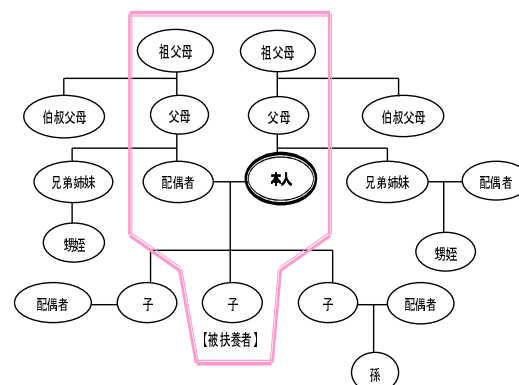 祖父母 祖父母
伯叔父母 父母 父母 伯叔父母
兄弟姉妹 配偶者 本人 兄弟姉妹 配偶者
甥姪 甥姪
配偶者 子 子 子 配偶者
【被扶養者】
孫